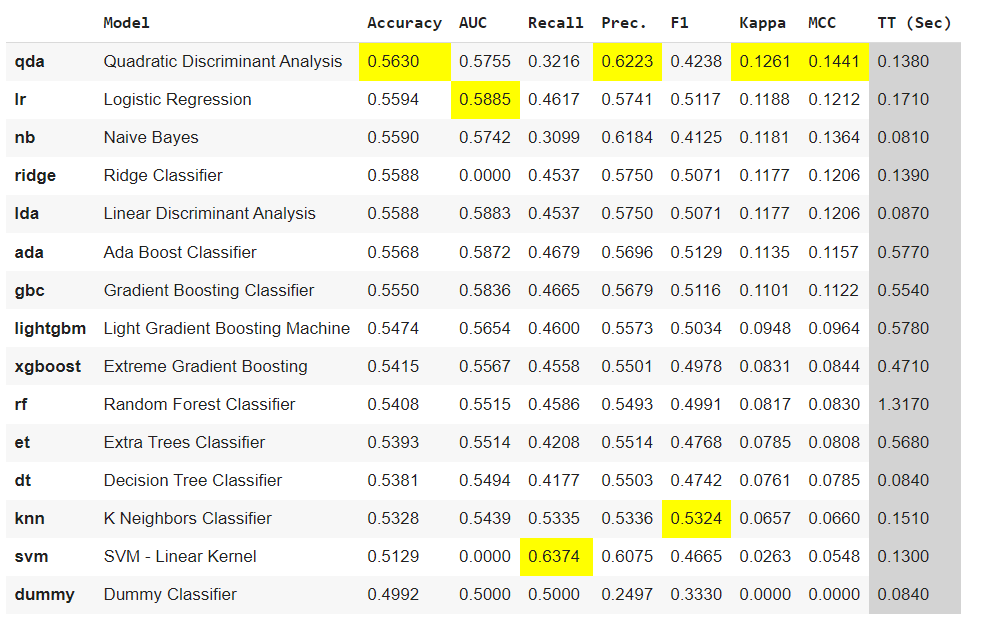 Model Accuracy AUC Recall Prec. F1 Kappa MCC TT (Sec)
qda Quadratic Discriminant Analysis 0.5630 0.5755 0.3216 0.6223 0.4238 0.1261 0.1441 0.1380
lr Logistic Regression 0.5594 0.5885 0.4617 0.5741 0.5117 0.1188 0.1212 0.1710
nb Naive Bayes 0.5590 0.5742 0.3099 0.6184 0.4125 0.1181 0.1364 0.0810
ridge Ridge Classifier 0.5588 0.0000 0.4537 0.5750 0.5071 0.1177 0.1206 0.1390
lda Linear Discriminant Analysis 0.5588 0.5883 0.4537 0.5750 0.5071 0.1177 0.1206 0.0870
ada Ada Boost Classifier 0.5568 0.5872 0.4679 0.5696 0.5129 0.1135 0.1157 0.5770
gbc Gradient Boosting Classifier 0.5550 0.5836 0.4665 0.5679 0.5116 0.1101 0.1122 0.5540
lightgbm Light Gradient Boosting Machine 0.5474 0.5654 0.4600 0.5573 0.5034 0.0948 0.0964 0.5780
xgboost Extreme Gradient Boosting 0.5415 0.5567 0.4558 0.5501 0.4978 0.0831 0.0844 0.4710
rf Random Forest Classifier 0.5408 0.5515 0.4586 0.5493 0.4991 0.0817 0.0830 1.3170
et Extra Trees Classifier 0.5393 0.5514 0.4208 0.5514 0.4768 0.0785 0.0808 0.5680
dt Decision Tree Classifier 0.5381 0.5494 0.4177 0.5503 0.4742 0.0761 0.0785 0.0840
knn K Neighbors Classifier 0.5328 0.5439 0.5335 0.5336 0.5324 0.0657 0.0660 0.1510
svm SVM - Linear Kernel 0.5129 0.0000 0.6374 0.6075 0.4665 0.0263 0.0548 0.1300
dummy Dummy Classifier 0.4992 0.5000 0.5000 0.2497 0.3330 0.0000 0.0000 0.0840